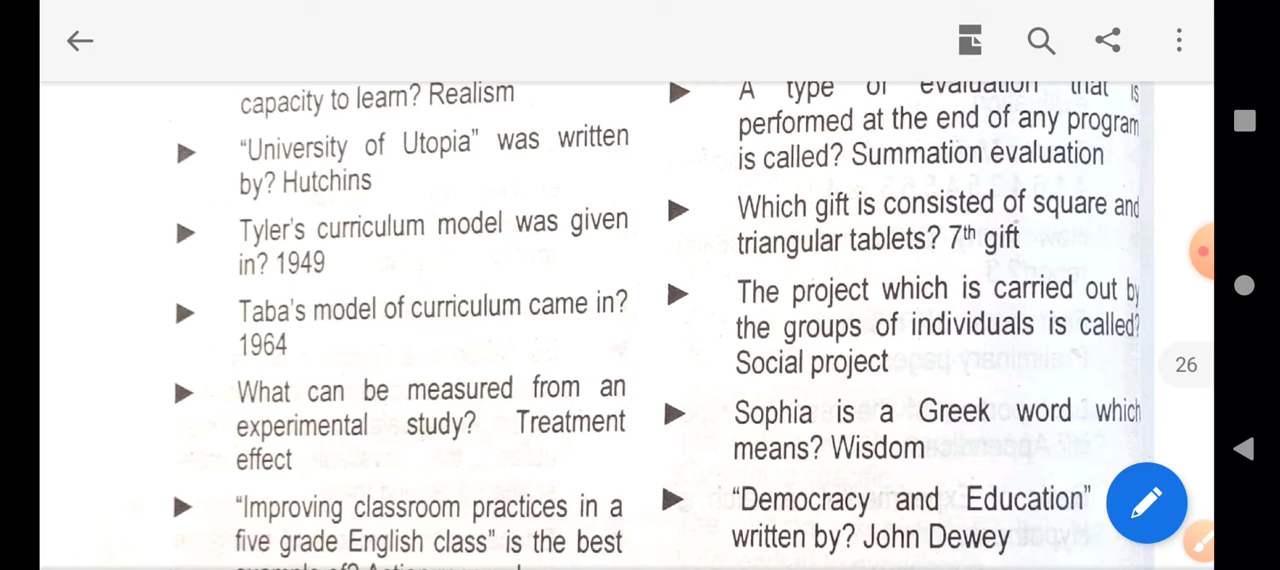 capacity to learn? Realism
► "University of Utopia" was written
by? Hutchins
► Tyler's curriculum model was given
in? 1949
► Taba's model of curriculum came in?
1964
► What can be measured from an
experimental study? Treatment
effect
► "Improving classroom practices in a
five grade English class" is the best
► A type of evaluation that is
performed at the end of any program
is called? Summation evaluation
► Which gift is consisted of square and
triangular tablets? 7th gift
► The project which is carried out by
the groups of individuals is called?
Social project
► Sophia is a Greek word which
means? Wisdom
► "Democracy and Education"
written by? John Dewey
26